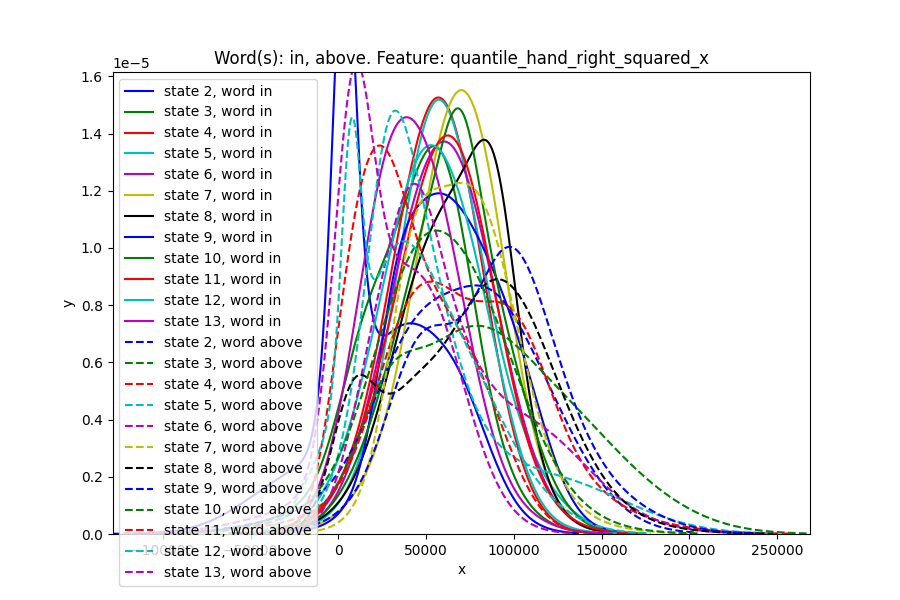 Word(s): in, above. Feature: quantile_hand_right_squared_x
1e−5
1.6
1.4
1.2
1.0
0.8
0.6
0.4
0.2
0.0
y
state 2, word in
state 3, word in
state 4, word in
state 5, word in
state 6, word in
state 7, word in
state 8, word in
state 9, word in
state 10, word in
state 11, word in
state 12, word in
state 13, word in
state 2, word above
state 3, word above
state 4, word above
state 5, word above
state 6, word above
state 7, word above
state 8, word above
state 9, word above
state 10, word above
state 11, word above
state 12, word above
state 13, word above
−100000 −50000 0 50000 100000 150000 200000 250000
x